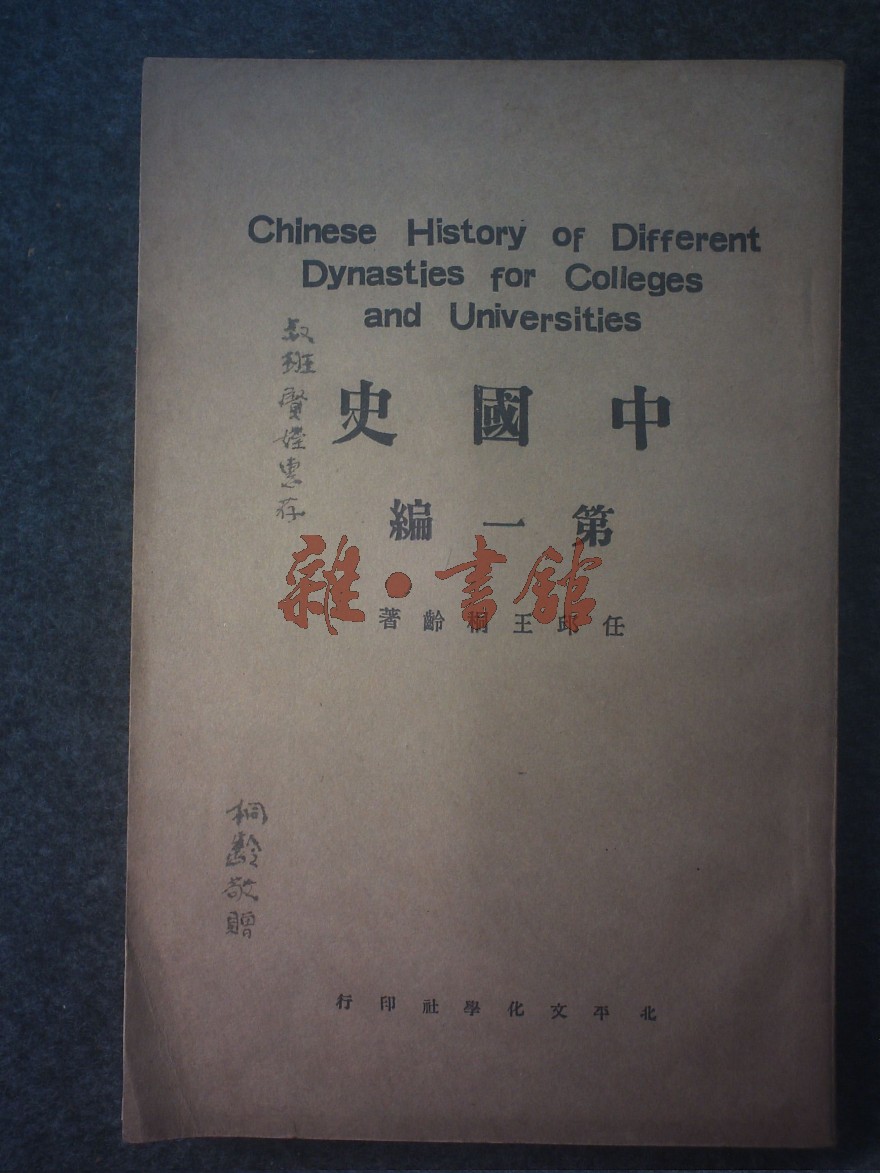 Chinese History of Different
Dynasties for Colleges
and Universities
中國史
第一編
任邱王桐齡著
叔班賢姪惠存
桐齡敬贈
北平文化學社印行
雜·書館